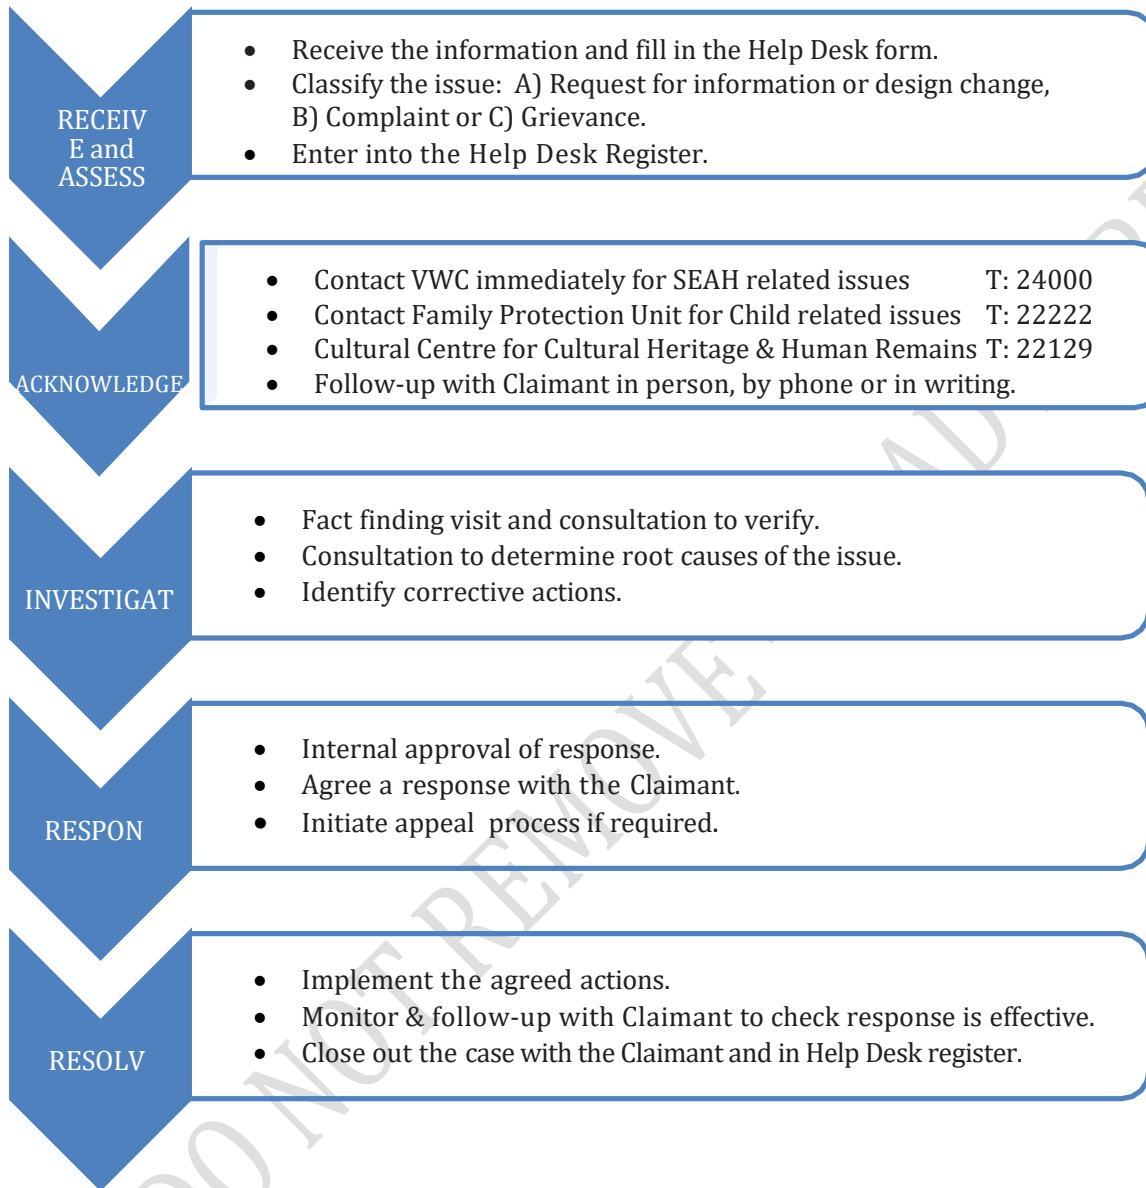 RECEIV
E and
ASSESS
• Receive the information and fill in the Help Desk form.
• Classify the issue: A) Request for information or design change,
B) Complaint or C) Grievance.
• Enter into the Help Desk Register.
ACKNOWLEDGE
• Contact VWC immediately for SEAH related issues T: 24000
• Contact Family Protection Unit for Child related issues T: 22222
• Cultural Centre for Cultural Heritage & Human Remains T: 22129
• Follow-up with Claimant in person, by phone or in writing.
INVESTIGAT
• Fact finding visit and consultation to verify.
• Consultation to determine root causes of the issue.
• Identify corrective actions.
RESPON
• Internal approval of response.
• Agree a response with the Claimant.
• Initiate appeal process if required.
RESOLV
• Implement the agreed actions.
• Monitor & follow-up with Claimant to check response is effective.
• Close out the case with the Claimant and in Help Desk register.
DO NOT REMOVE